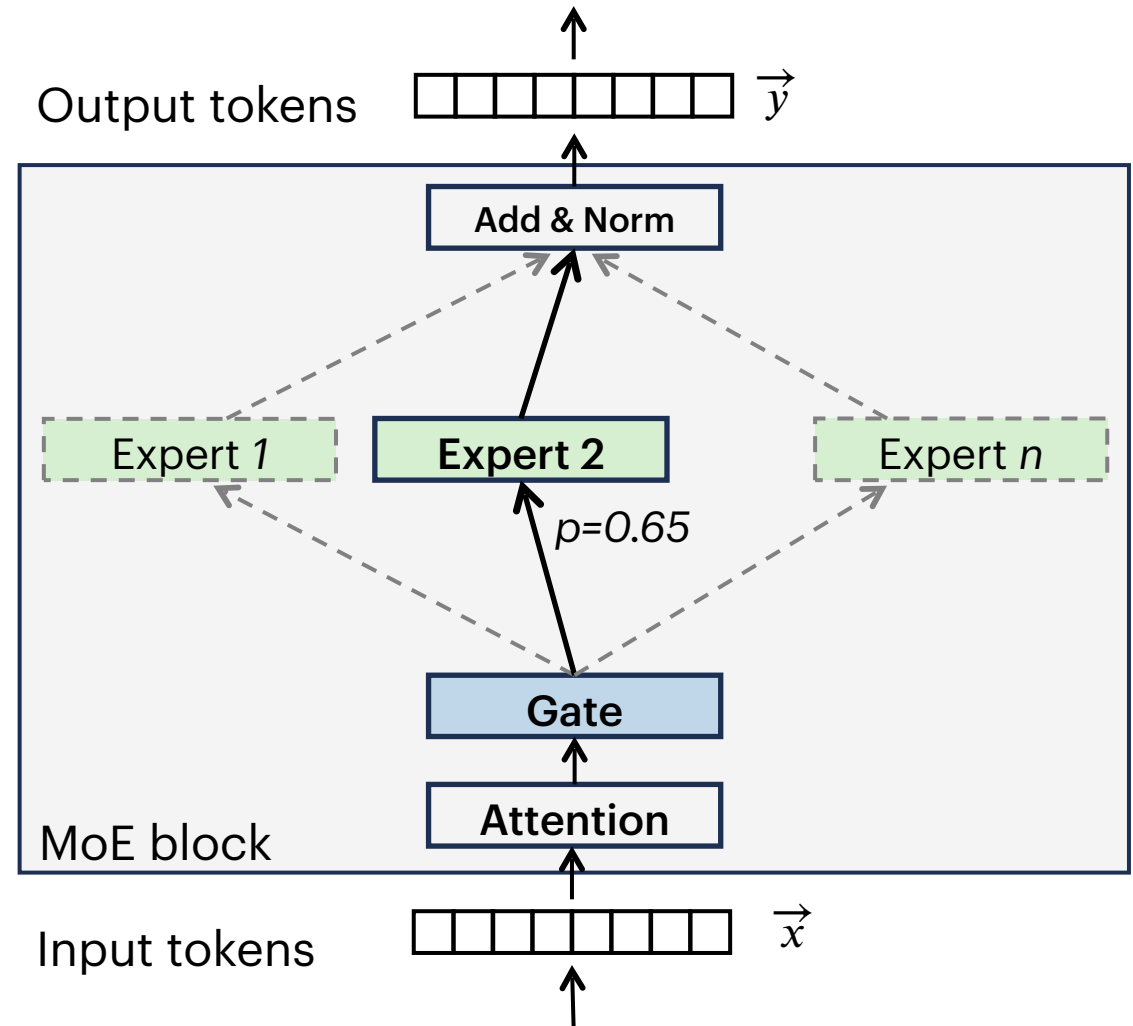 Output tokens
y
Add & Norm
Expert 1
Expert 2
Expert n
p=0.65
Gate
Attention
MoE block
Input tokens
x